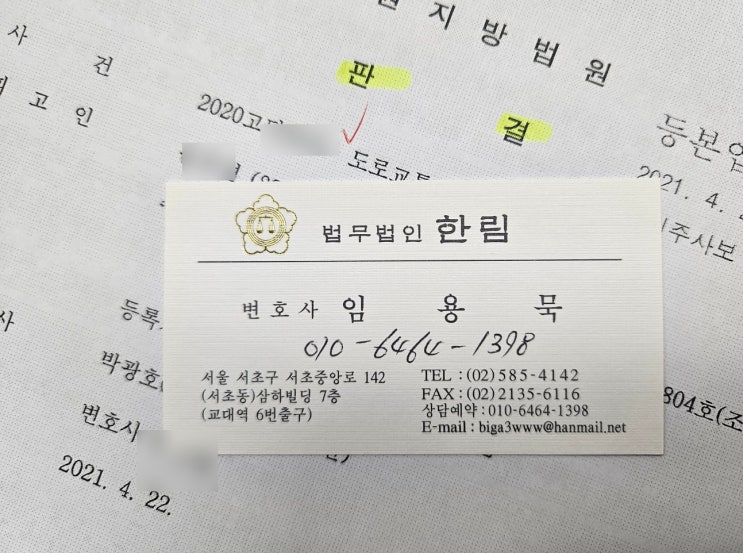 지방법원
판 결
등본입
2021. 4.
주사보
사 건
2020고
도로교통
고 인
법무법인 한림
변호사 임 용 묵
010-6464-1398
서울 서초구 서초중앙로 142
(서초동)삼하빌딩 7층
(교대역 6번출구)
TEL : (02) 585-4142
FAX : (02) 2135-6116
상담예약 : 010-6464-1398
E-mail : biga3www@hanmail.net
등록
박광호
804호(조
변호사
2021. 4. 22.